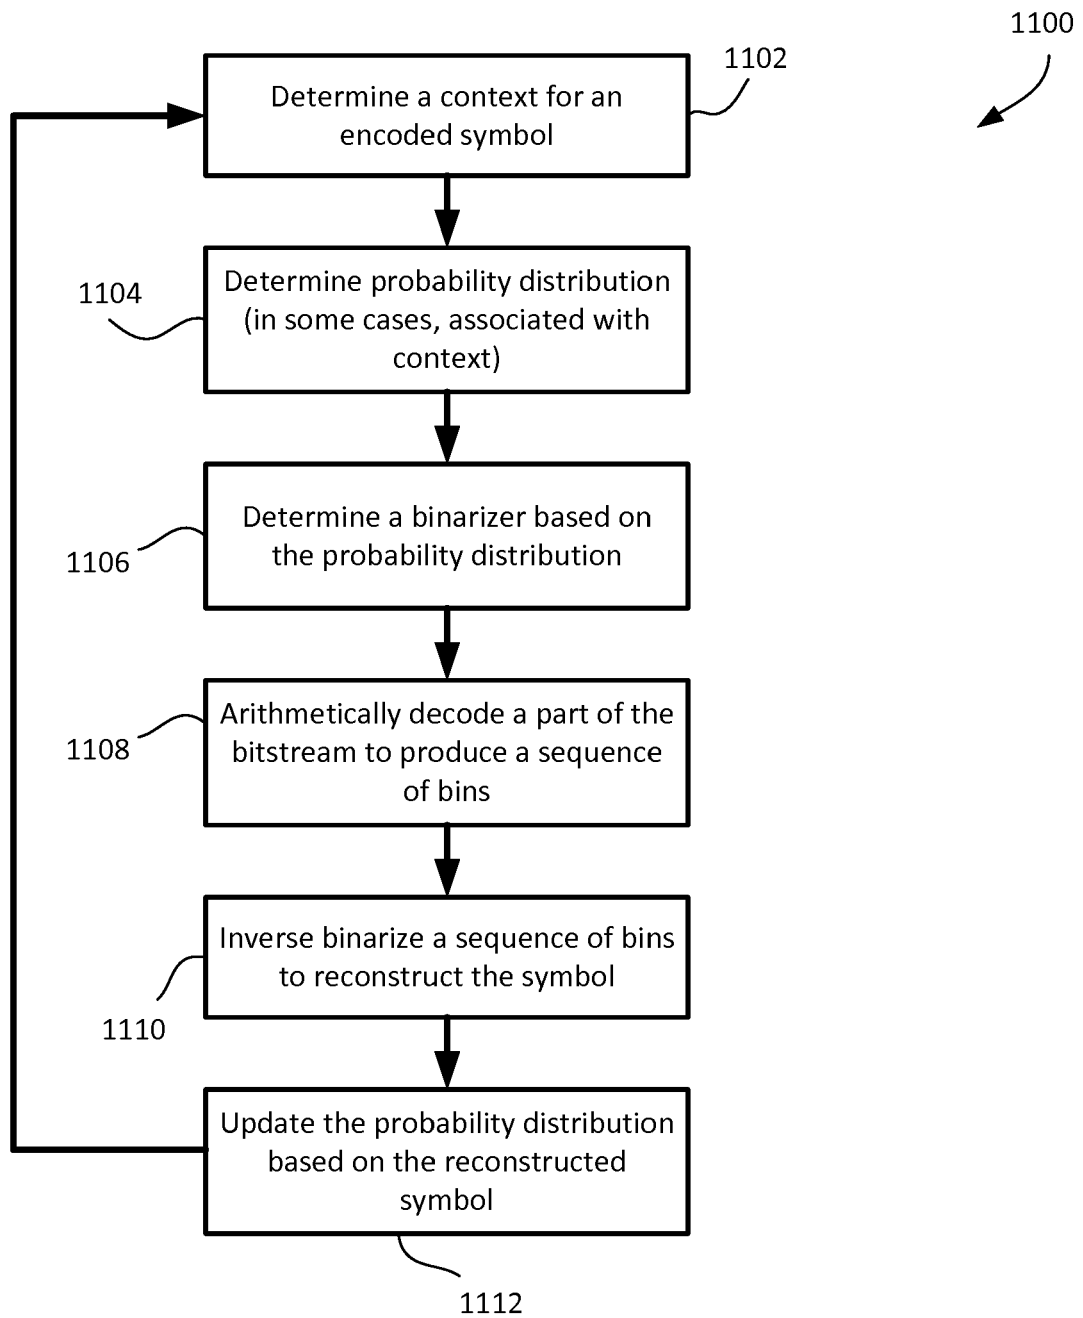 1100
1102
Determine a context for an
encoded symbol
1104
Determine probability distribution
(in some cases, associated with
context)
1106
Determine a binarizer based on
the probability distribution
1108
Arithmetically decode a part of the
bitstream to produce a sequence
of bins
Inverse binarize a sequence of bins
to reconstruct the symbol
1110
Update the probability distribution
based on the reconstructed
symbol
1112